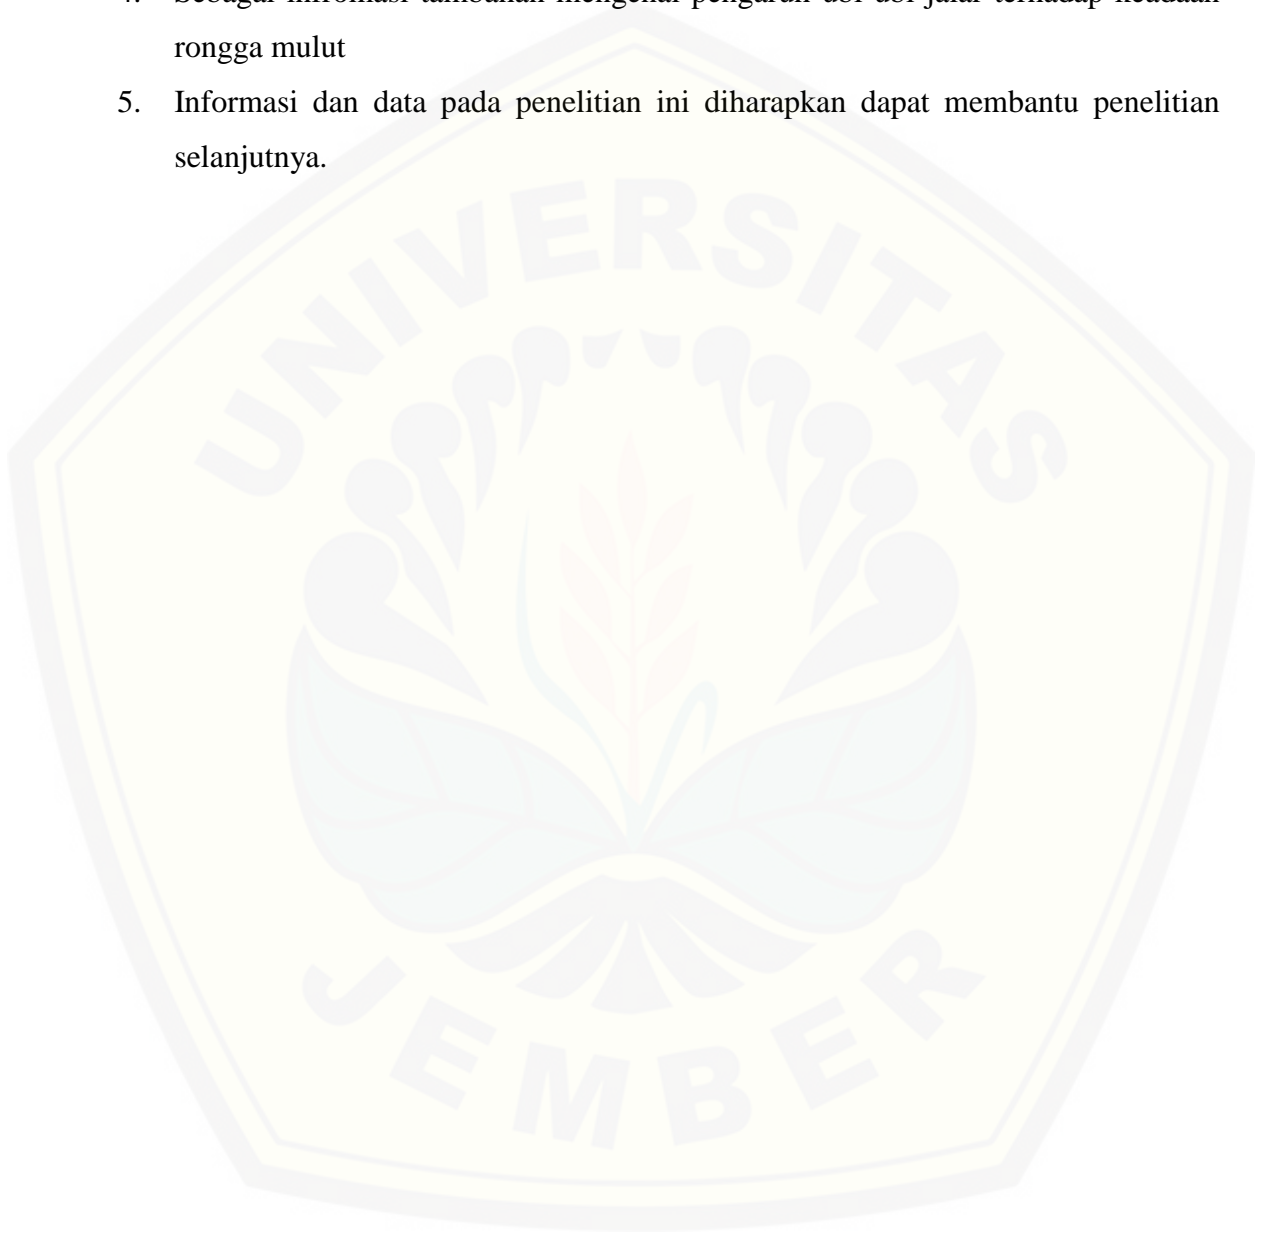 rongga mulut
5. Informasi dan data pada penelitian ini diharapkan dapat membantu penelitian
selanjutnya.
UNIVERSITAS
JEMBER